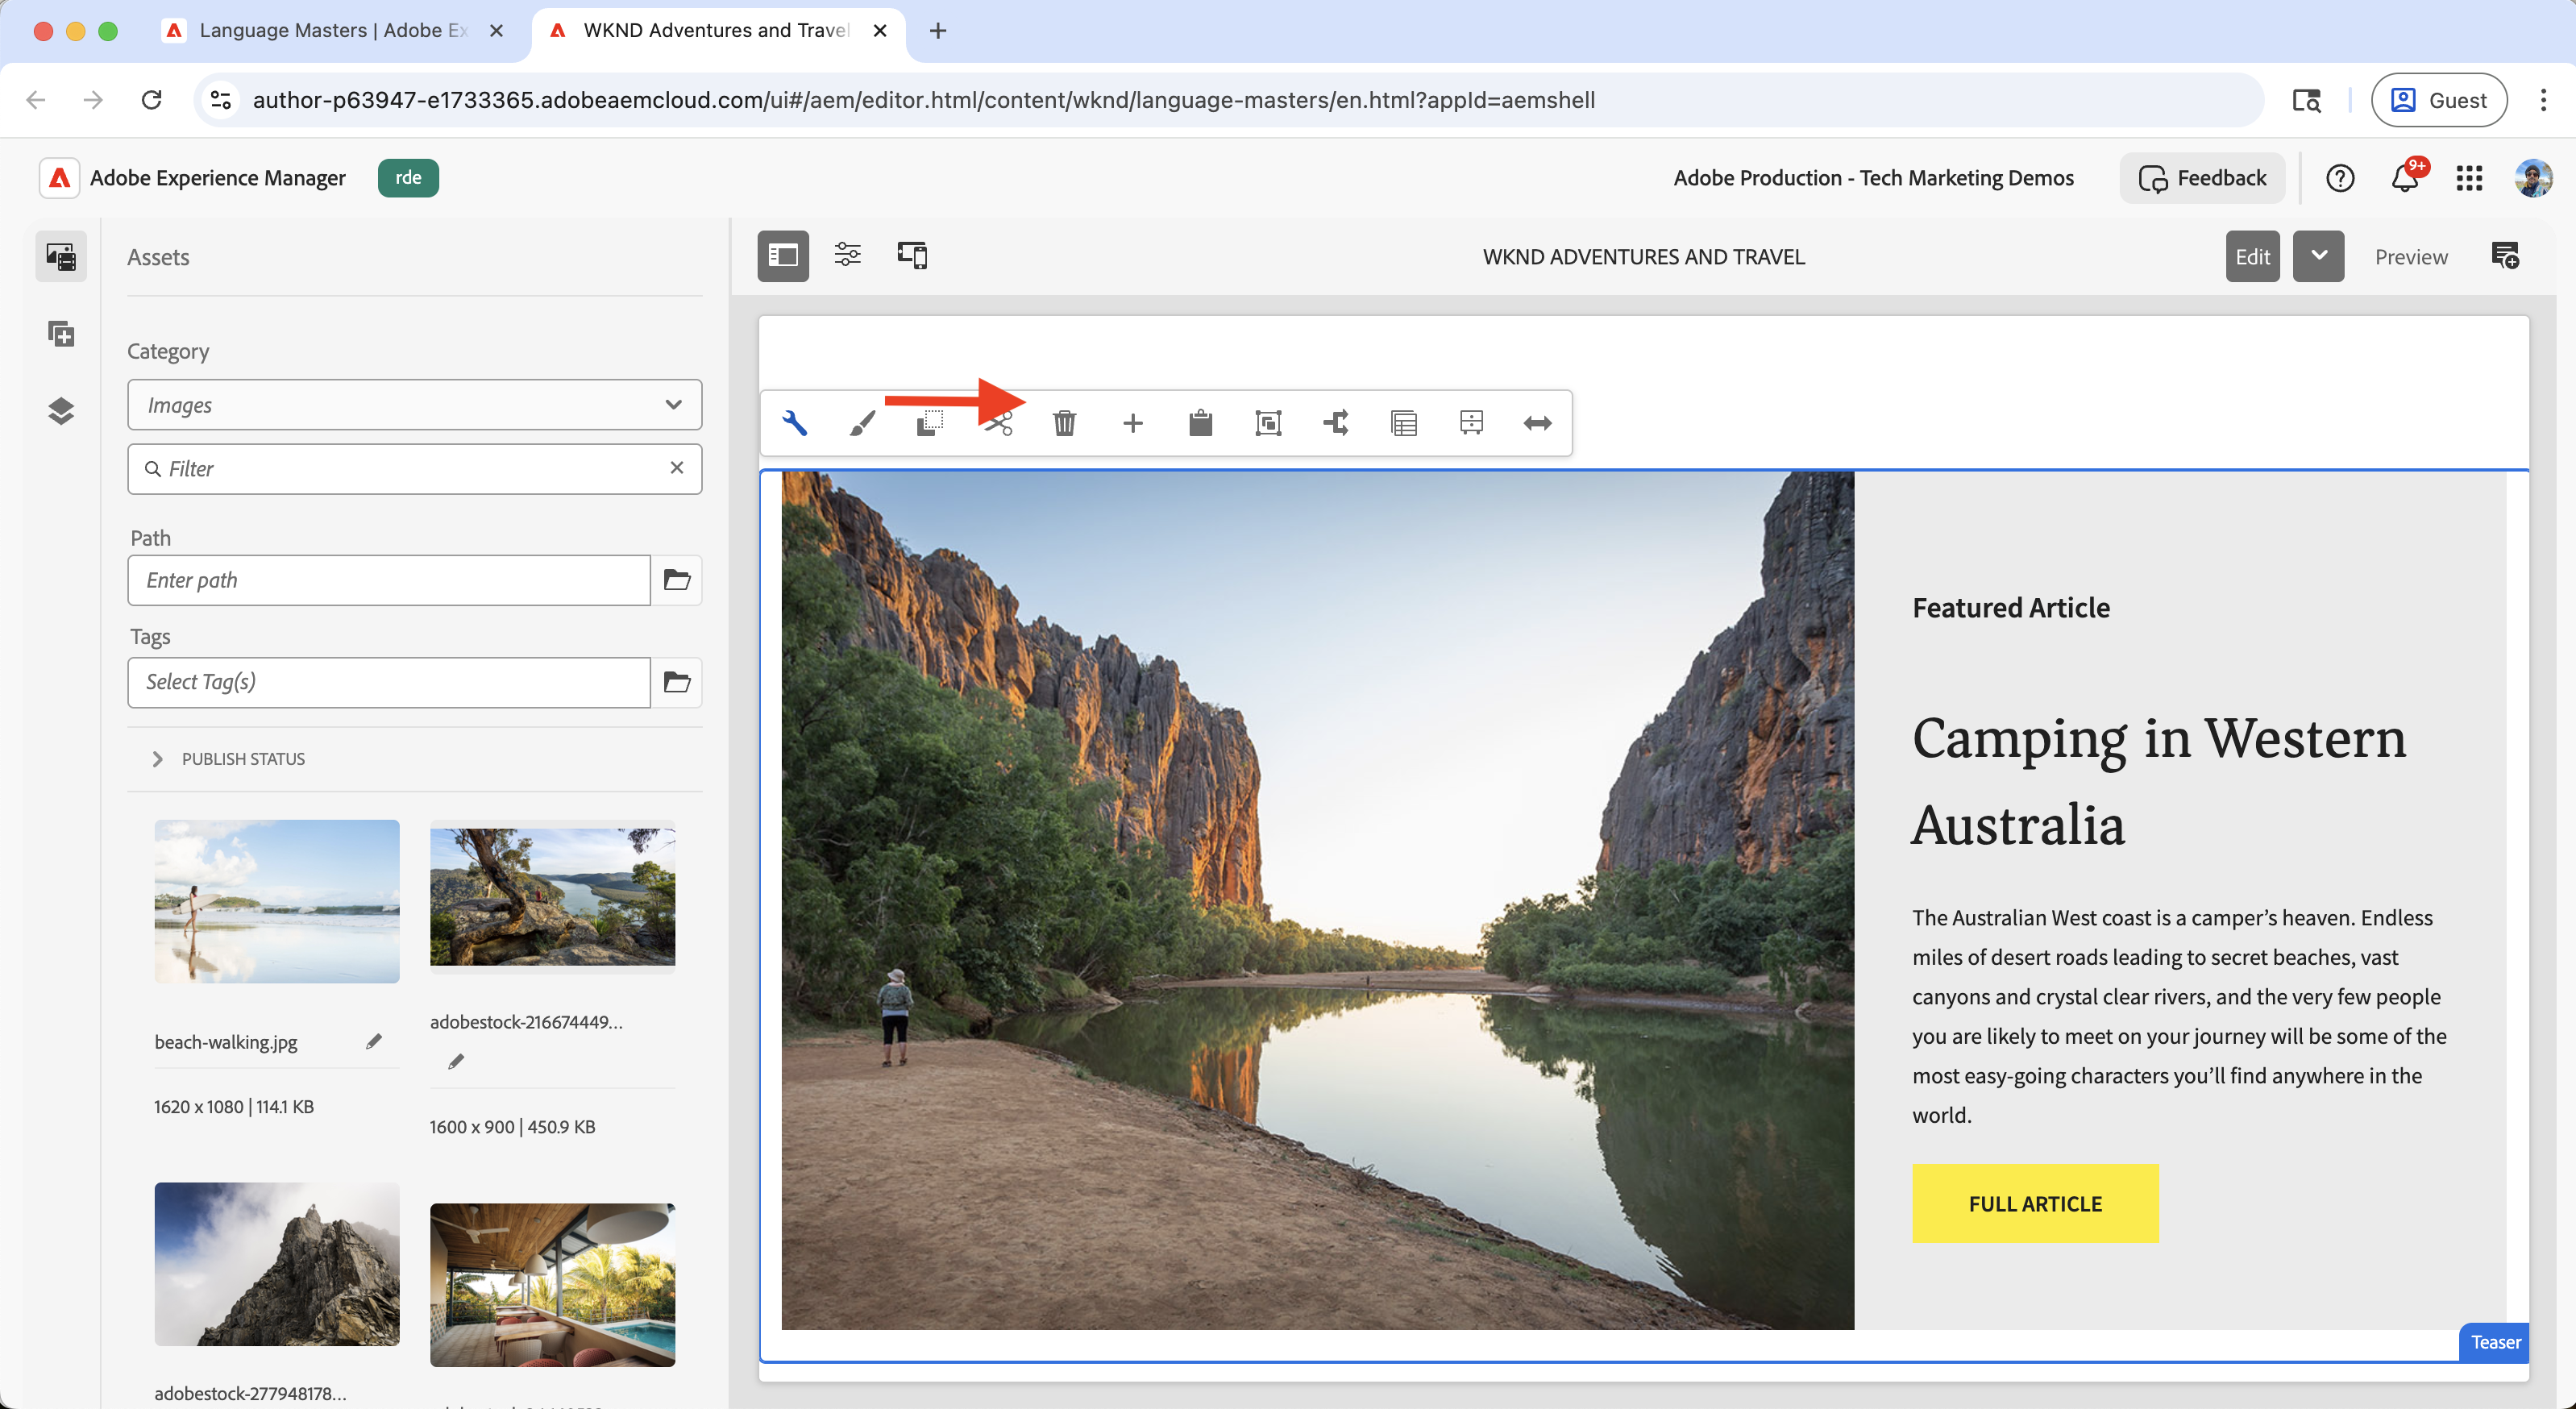 Language Masters | Adobe Ex
WKND Adventures and Travel
author-p63947-e1733365.adobeaemcloud.com/ui#/aem/editor.html/content/wknd/language-masters/en.html?appId=aemshell
Guest
Adobe Experience Manager
rde
Adobe Production - Tech Marketing Demos
Feedback
9+
Assets
WKND ADVENTURES AND TRAVEL
Edit
Preview
Category
Images
Filter
Path
Enter path
Tags
Select Tag(s)
PUBLISH STATUS
beach-walking.jpg
1620 x 1080 | 114.1 KB
adobestock-216674449...
1600 x 900 | 450.9 KB
adobestock-277948178...
Featured Article
Camping in Western
Australia
The Australian West coast is a camper’s heaven. Endless
miles of desert roads leading to secret beaches, vast
canyons and crystal clear rivers, and the very few people
you are likely to meet on your journey will be some of the
most easy-going characters you’ll find anywhere in the
world.
FULL ARTICLE
Teaser